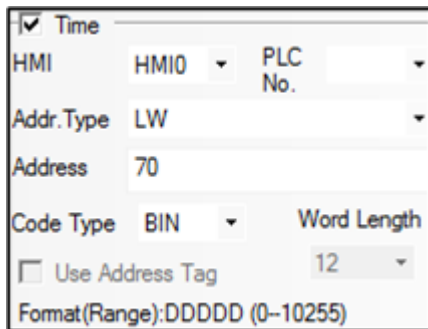 Time
HMI HMI0 PLC No.
Addr.Type LW
Address 70
Code Type BIN Word Length
12
Use Address Tag
Format(Range):DDDDD (0--10255)